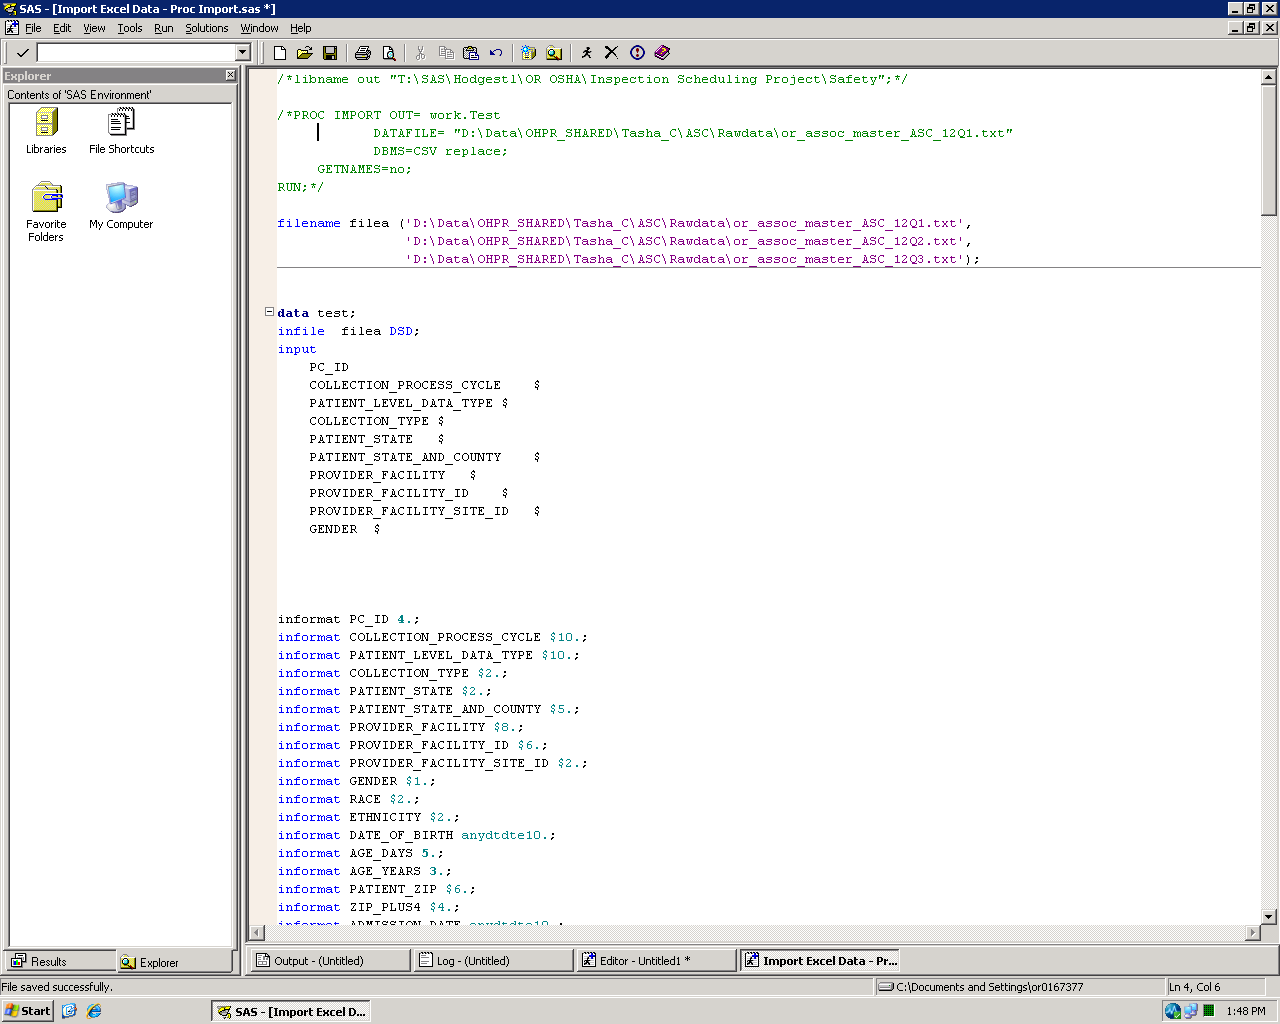 SAS - [Import Excel Data - Proc Import.sas *]
File Edit View Tools Run Solutions Window Help
Explorer
Contents of 'SAS Environment'
Libraries
File Shortcuts
Favorite Folders
My Computer
/*libname out "T:\SAS\Hodgestl\OR OSHA\Inspection Scheduling Project\Safety";*/
/*PROC IMPORT OUT= work.Test
DATAFILE= "D:\Data\OHPR_SHARED\Tasha_C\ASC\Rawdata\or_assoc_master_ASC_12Q1.txt"
DBMS=CSV replace;
GETNAMES=no;
RUN;*/
filename filea ('D:\Data\OHPR_SHARED\Tasha_C\ASC\Rawdata\or_assoc_master_ASC_12Q1.txt',
'D:\Data\OHPR_SHARED\Tasha_C\ASC\Rawdata\or_assoc_master_ASC_12Q2.txt',
'D:\Data\OHPR_SHARED\Tasha_C\ASC\Rawdata\or_assoc_master_ASC_12Q3.txt');
data test;
infile filea DSD;
input
PC_ID
COLLECTION_PROCESS_CYCLE $
PATIENT_LEVEL_DATA_TYPE $
COLLECTION_TYPE $
PATIENT_STATE $
PATIENT_STATE_AND_COUNTY $
PROVIDER_FACILITY $
PROVIDER_FACILITY_ID $
PROVIDER_FACILITY_SITE_ID $
GENDER $
informat PC_ID 4.;
informat COLLECTION_PROCESS_CYCLE $10.;
informat PATIENT_LEVEL_DATA_TYPE $10.;
informat COLLECTION_TYPE $2.;
informat PATIENT_STATE $2.;
informat PATIENT_STATE_AND_COUNTY $5.;
informat PROVIDER_FACILITY $8.;
informat PROVIDER_FACILITY_ID $6.;
informat PROVIDER_FACILITY_SITE_ID $2.;
informat GENDER $1.;
informat RACE $2.;
informat ETHNICITY $2.;
informat DATE_OF_BIRTH anydtdte10.;
informat AGE_DAYS 5.;
informat AGE_YEARS 3.;
informat PATIENT_ZIP $6.;
informat ZIP_PLUS4 $4.;
informat ADMISSION_DATE anydtdte10.;
Results
Explorer
Output - (Untitled)
Log - (Untitled)
Editor - Untitled1 *
Import Excel Data - Pr...
File saved successfully.
C:\Documents and Settings\or0167377
Ln 4, Col 6
Start
SAS - [Import Excel D...
1:48 PM